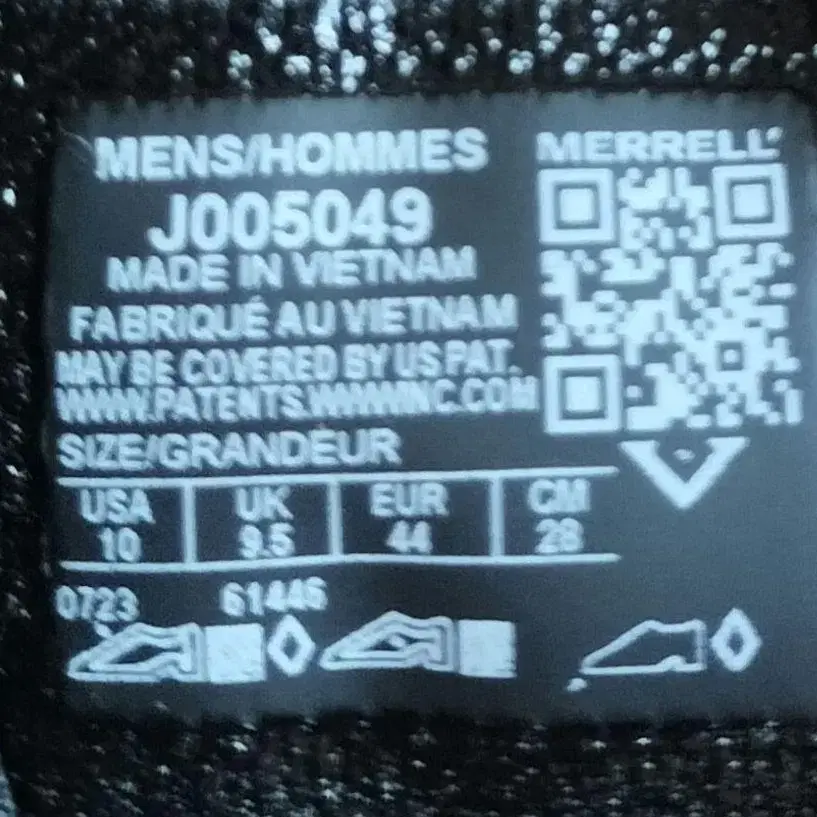 MENS/HOMMES
J005049
MADE IN VIETNAM
FABRIQUÉ AU VIETNAM
MAY BE COVERED BY US PAT.
WWW.PATENTS.WWWINC.COM
SIZE/GRANDEUR
USA UK EUR CM
10 9.5 44 28
0723 61446
MERRELL